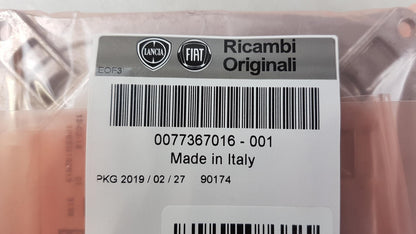 LANCIA
FIAT
Ricambi
Originali
EOF3
0077367016 - 001
Made in Italy
PKG 2019 / 02 / 27 90174